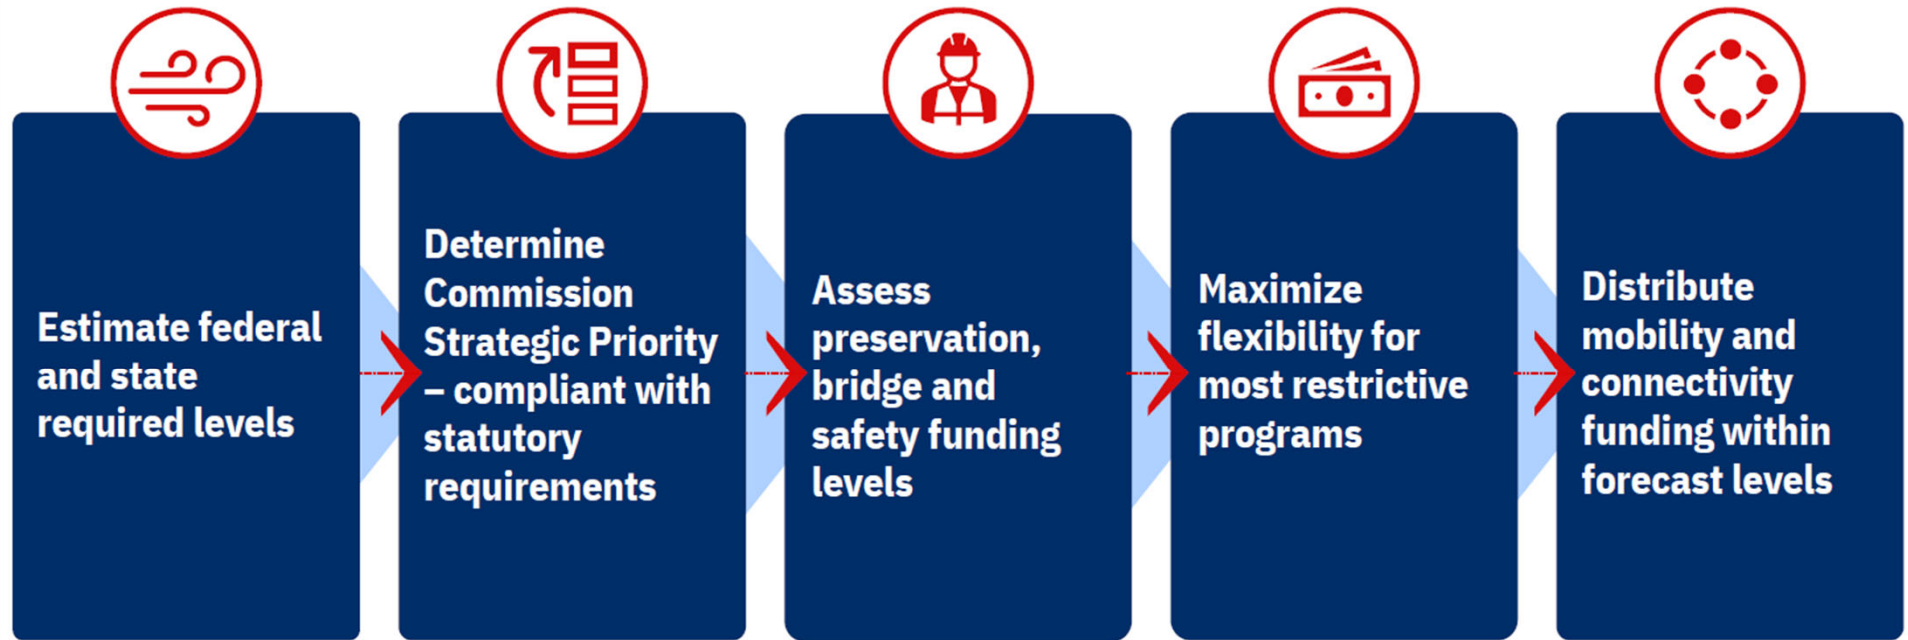 Estimate federal
and state
required levels
Determine
Commission
Strategic Priority
– compliant with
statutory
requirements
Assess
preservation,
bridge and
safety funding
levels
Maximize
flexibility for
most restrictive
programs
Distribute
mobility and
connectivity
funding within
forecast levels